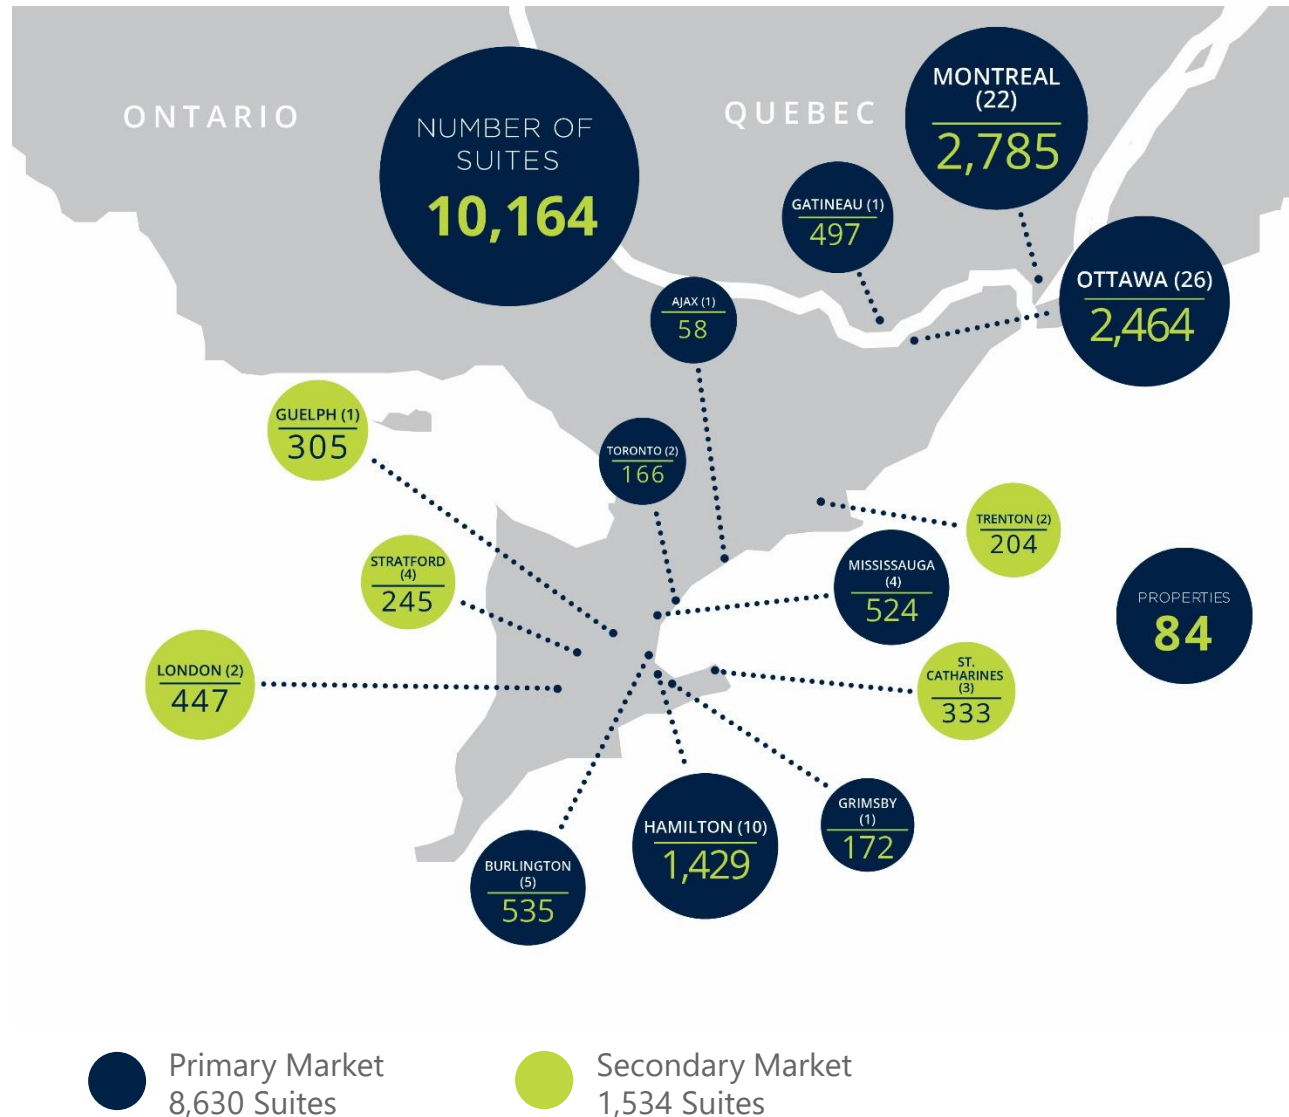 ONTARIO
QUEBEC
NUMBER OF
SUITES
10,164
MONTREAL
(22)
2,785
GATINEAU (1)
497
OTTAWA (26)
2,464
AJAX (1)
58
GUELPH (1)
305
TORONTO (2)
166
TRENTON (2)
204
STRATFORD
(4)
245
MISSISSAUGA
(4)
524
PROPERTIES
84
LONDON (2)
447
ST.
CATHARINES
(3)
333
HAMILTON (10)
1,429
GRIMSBY
(1)
172
BURLINGTON
(5)
535
Primary Market
8,630 Suites
Secondary Market
1,534 Suites